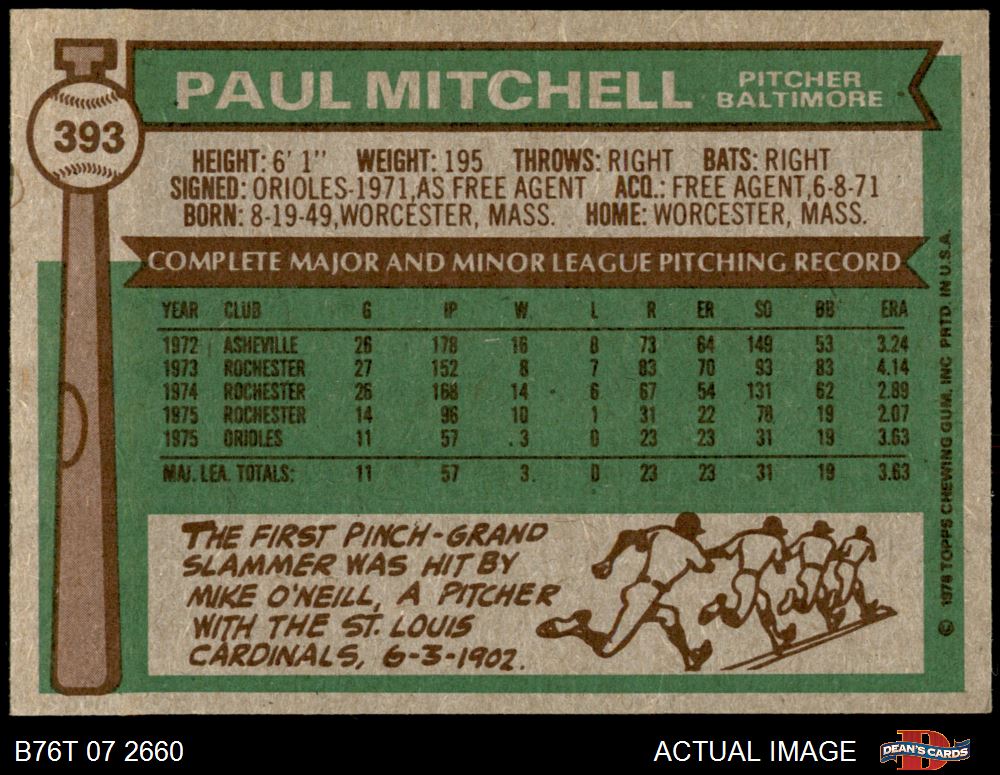 393
PAUL MITCHELL
PITCHER
BALTIMORE
HEIGHT: 6' 1" WEIGHT: 195 THROWS: RIGHT BATS: RIGHT
SIGNED: ORIOLES-1971, AS FREE AGENT ACQ.: FREE AGENT, 6-8-71
BORN: 8-19-49, WORCESTER, MASS. HOME: WORCESTER, MASS.
COMPLETE MAJOR AND MINOR LEAGUE PITCHING RECORD
YEAR CLUB G IP W L R ER SO BB ERA
1972 ASHEVILLE 26 178 16 8 73 64 149 53 3.24
1973 ROCHESTER 27 152 8 7 83 70 93 83 4.14
1974 ROCHESTER 26 168 14 6 67 54 131 62 2.89
1975 ROCHESTER 14 96 10 1 31 22 78 19 2.07
1975 ORIOLES 11 57 3 0 23 23 31 19 3.63
MAJ. LEA. TOTALS: 11 57 3 0 23 23 31 19 3.63
THE FIRST PINCH-GRAND
SLAMMER WAS HIT BY
MIKE O'NEILL, A PITCHER
WITH THE ST. LOUIS
CARDINALS, 6-3-1902.
© 1976 TOPPS CHEWING GUM, INC. PRTD. IN U.S.A.
B76T 07 2660
ACTUAL IMAGE
D
DEAN'S CARDS